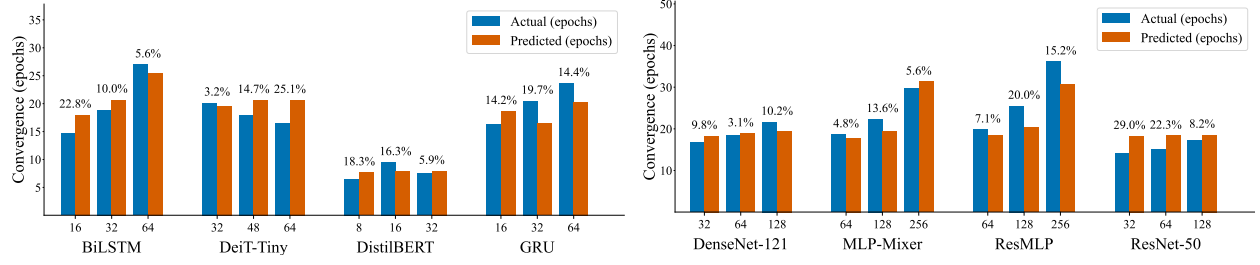 Convergence (epochs)
35
30
25
20
15
10
5
Actual (epochs)
Predicted (epochs)
22.8% 10.0% 5.6% 3.2% 14.7% 25.1% 18.3% 16.3% 5.9% 14.2% 19.7% 14.4%
16 32 64 32 48 64 8 16 32 16 32 64
BiLSTM DeiT-Tiny DistilBERT GRU
Convergence (epochs)
50
40
30
20
10
Actual (epochs)
Predicted (epochs)
9.8% 3.1% 10.2% 4.8% 13.6% 5.6% 7.1% 20.0% 15.2% 29.0% 22.3% 8.2%
32 64 128 64 128 256 64 128 256 32 64 128
DenseNet-121 MLP-Mixer ResMLP ResNet-50